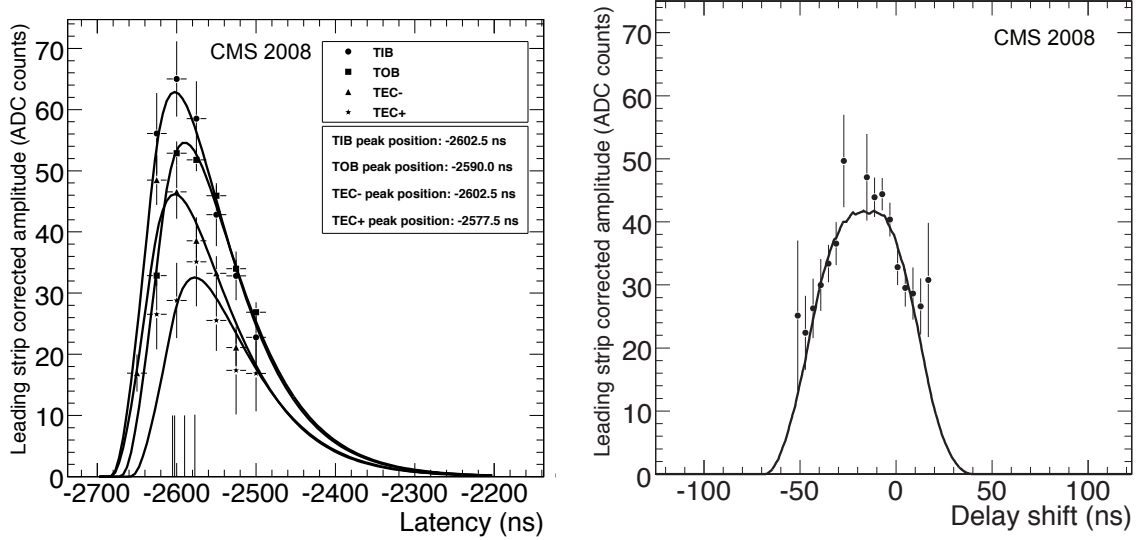 CMS 2008
TIB
TOB
TEC-
TEC+
TIB peak position: -2602.5 ns
TOB peak position: -2590.0 ns
TEC- peak position: -2602.5 ns
TEC+ peak position: -2577.5 ns
Leading strip corrected amplitude (ADC counts)
70
60
50
40
30
20
10
0
-2700 -2600 -2500 -2400 -2300 -2200
Latency (ns)
CMS 2008
Leading strip corrected amplitude (ADC counts)
70
60
50
40
30
20
10
0
-100 -50 0 50 100
Delay shift (ns)